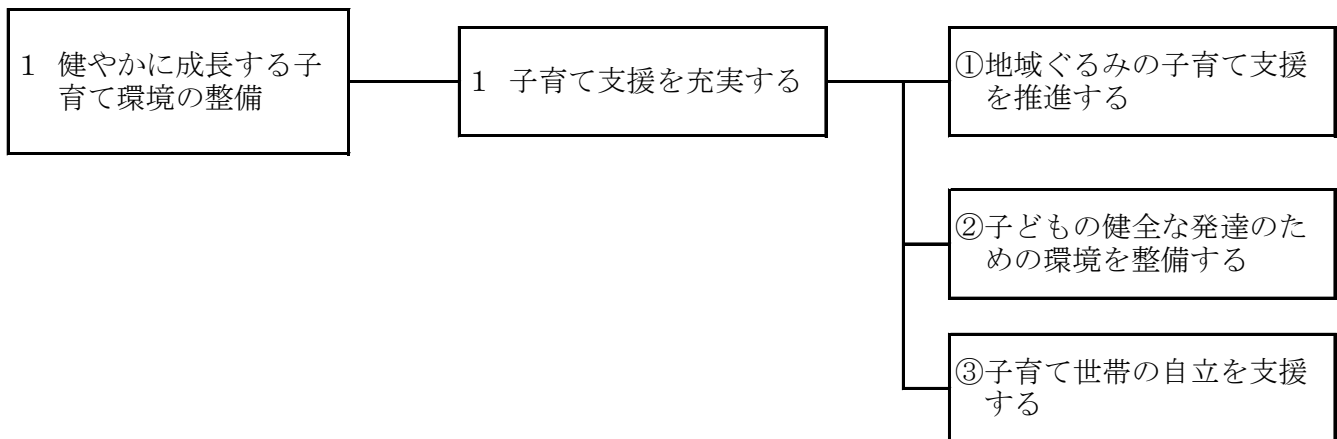 1 健やかに成長する子
育て環境の整備
1 子育て支援を充実する
①地域ぐるみの子育て支援
を推進する
②子どもの健全な発達のた
めの環境を整備する
③子育て世帯の自立を支援
する